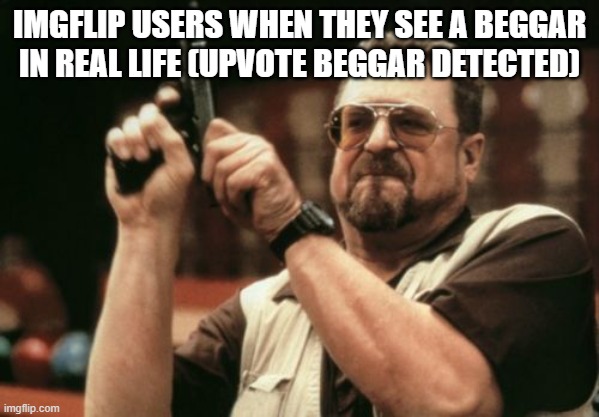 IMGFLIP USERS WHEN THEY SEE A BEGGAR
IN REAL LIFE (UPVOTE BEGGAR DETECTED)
imgflip.com